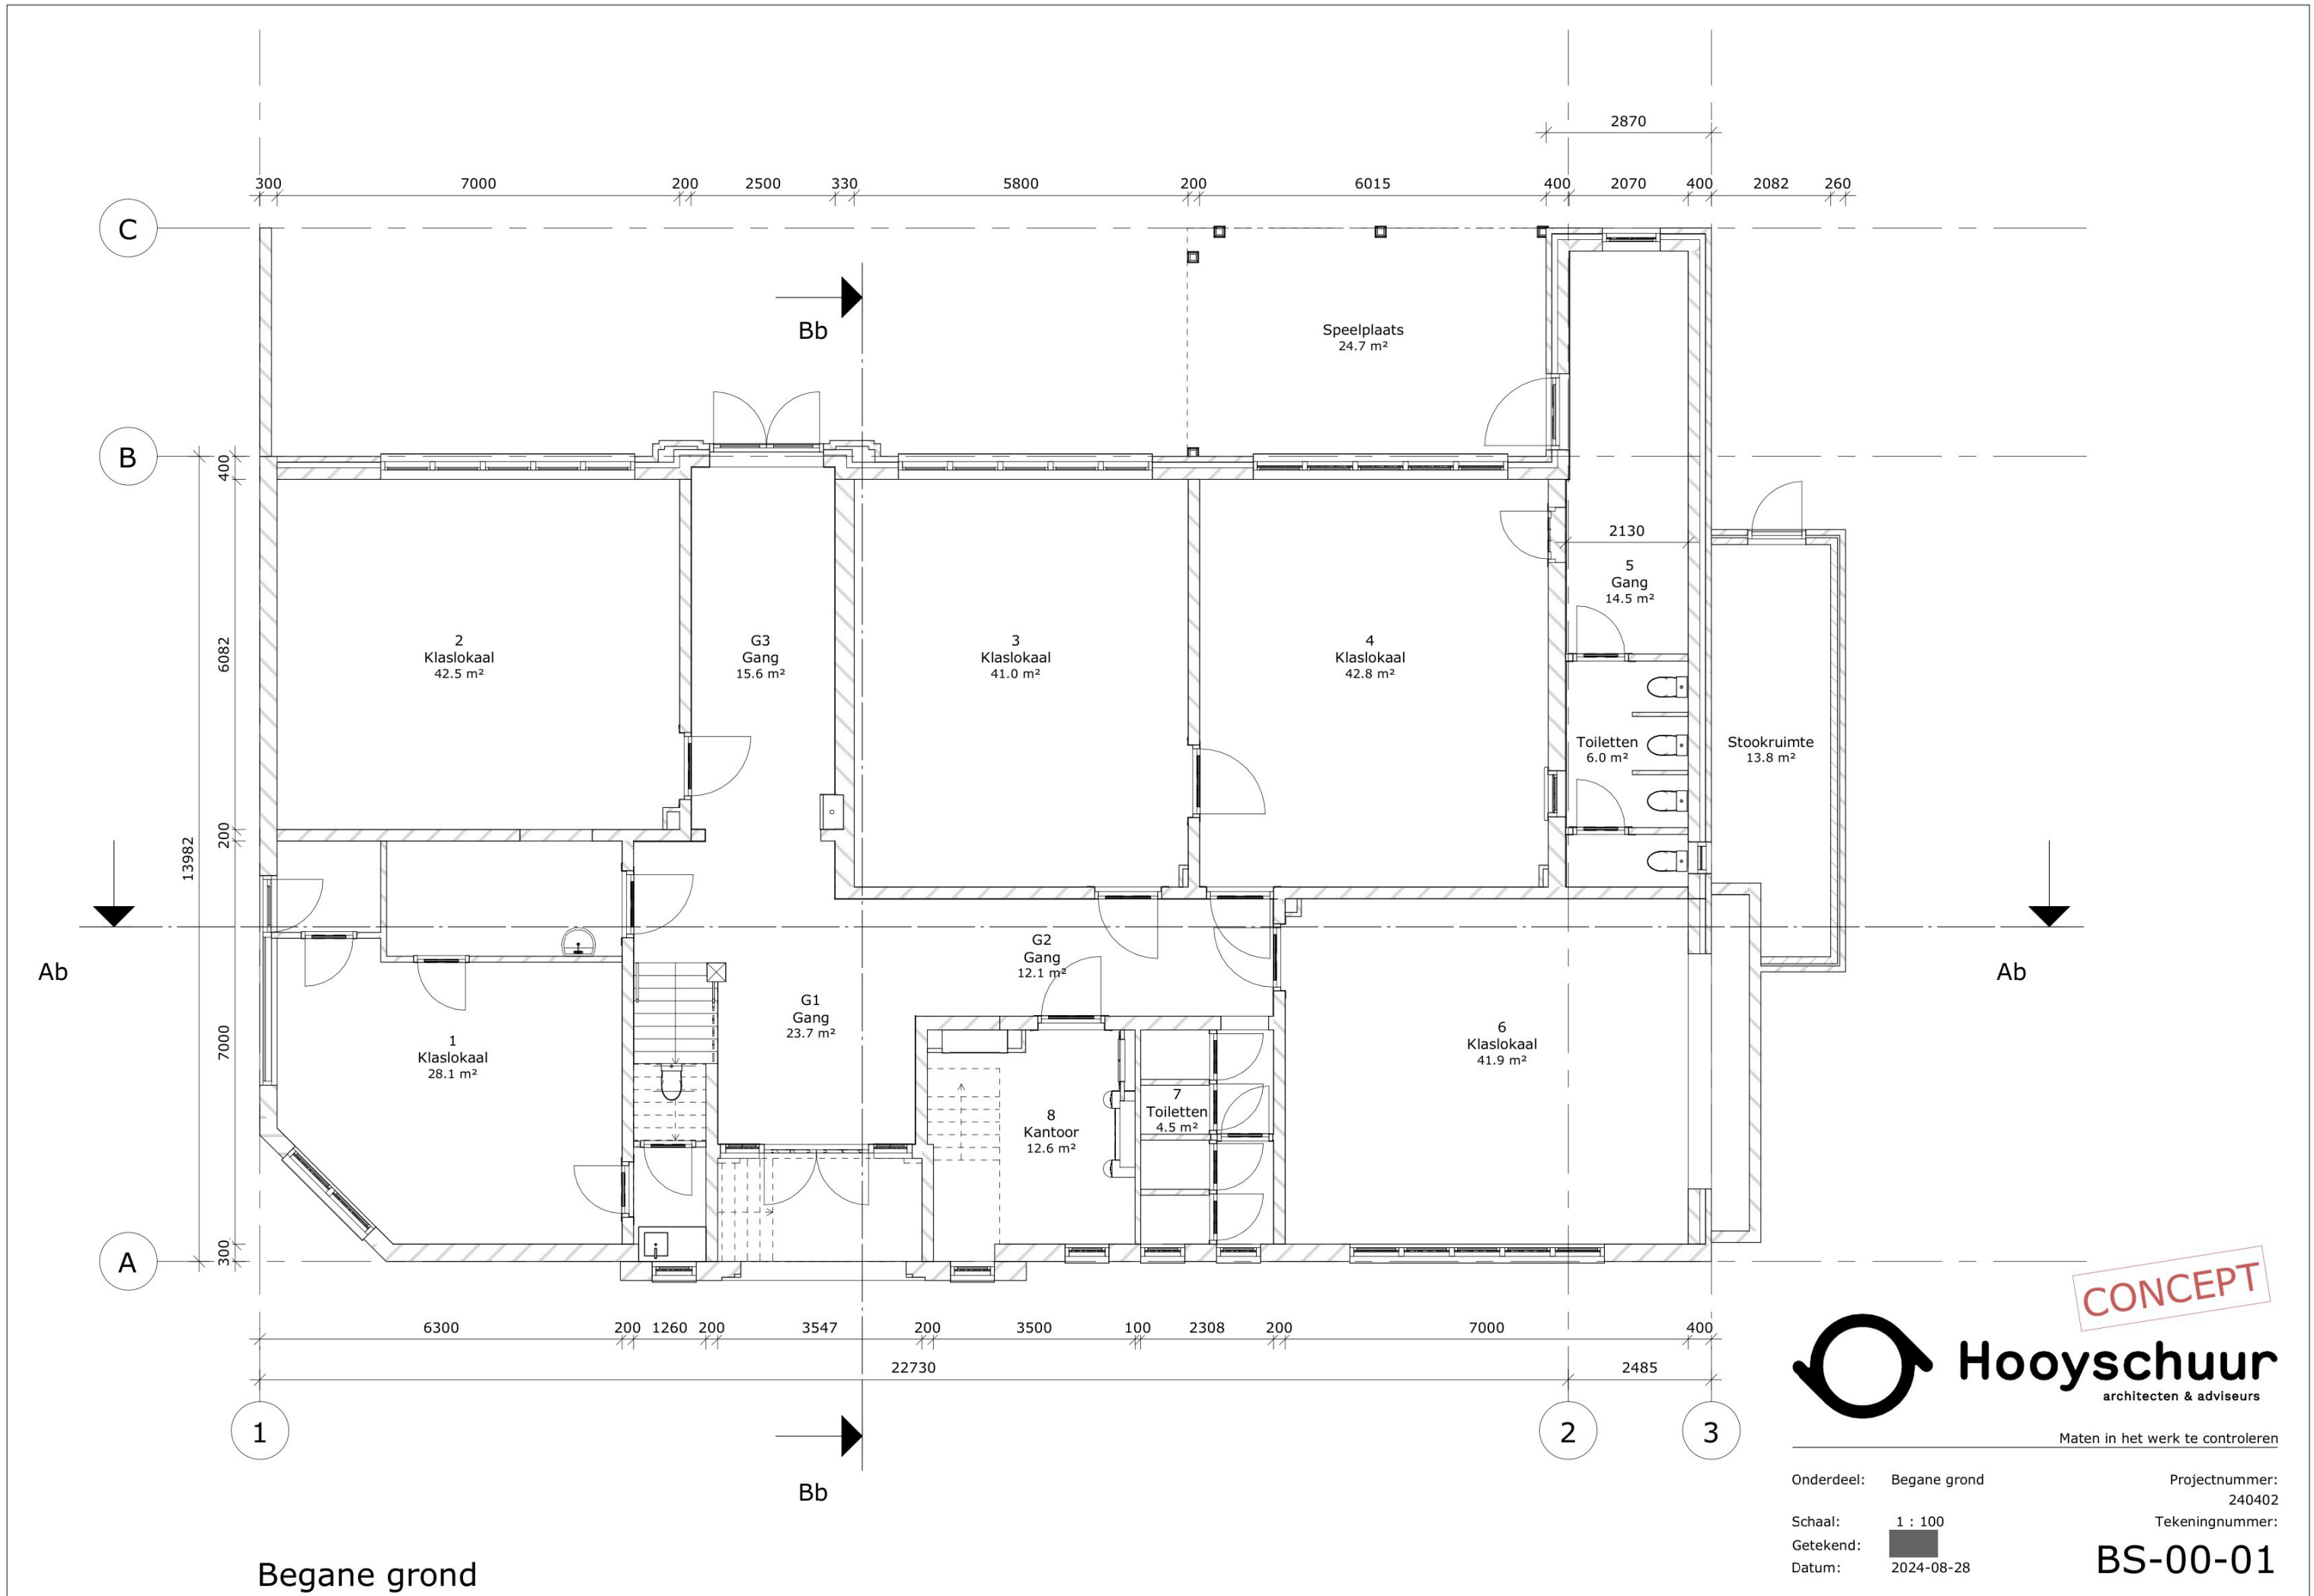 2870
300 7000 200 2500 330 5800 200 6015 400 2070 400 2082 260
C
Bb
Speelplaats
24.7 m²
B
400
2130
5
Gang
14.5 m²
6082
2
Klaslokaal
42.5 m²
G3
Gang
15.6 m²
3
Klaslokaal
41.0 m²
4
Klaslokaal
42.8 m²
Toiletten
6.0 m²
Stookruimte
13.8 m²
200
13982
Ab
G2
Gang
12.1 m²
Ab
7000
1
Klaslokaal
28.1 m²
G1
Gang
23.7 m²
6
Klaslokaal
41.9 m²
8
Kantoor
12.6 m²
7
Toiletten
4.5 m²
300
A
6300 200 1260 200 3547 200 3500 100 2308 200 7000 400
22730 2485
1
2
3
Bb
CONCEPT
Hooyschuur
architecten & adviseurs
Maten in het werk te controleren
Onderdeel: Begane grond
Projectnummer:
240402
Schaal: 1 : 100
Tekeningnummer:
Getekend:
Datum: 2024-08-28
BS-00-01
Begane grond